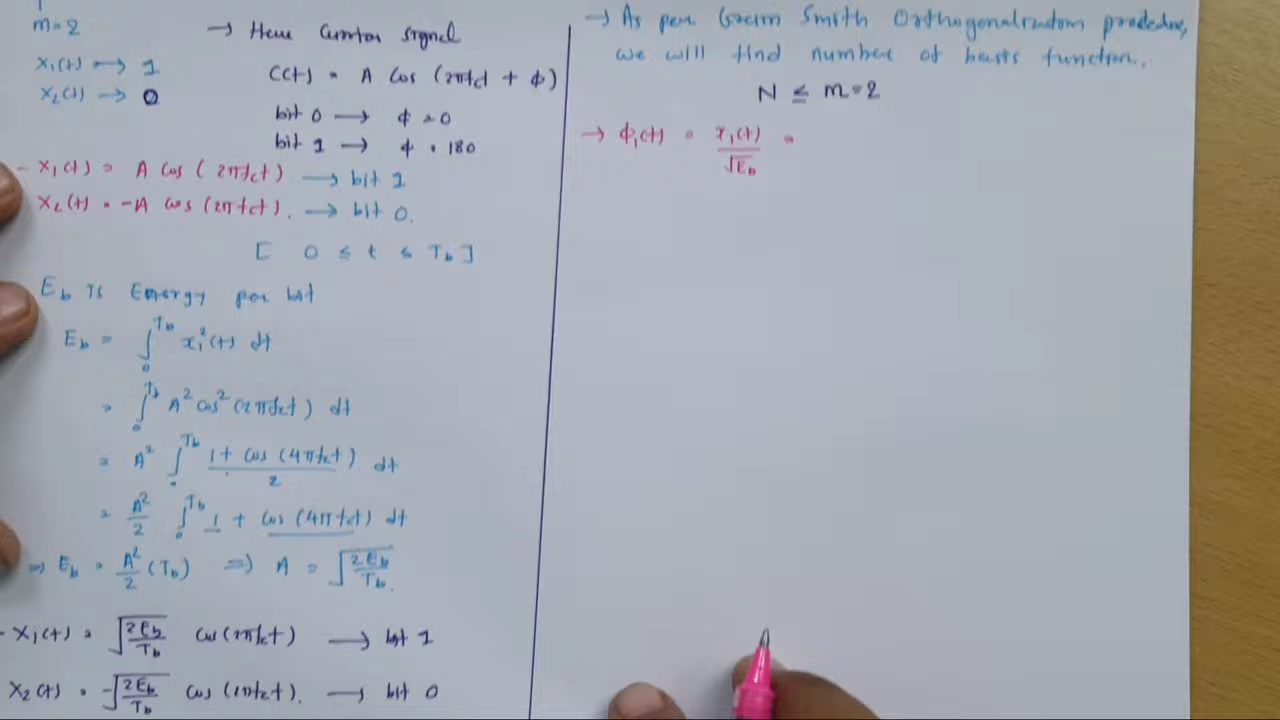 m = 2
x₁(t) → 1
x₂(t) → 0
→ Here Carrier signal
C(t) = A Cos (2πfct + φ)
bit 0 → φ = 0
bit 1 → φ = 180
- x₁(t) = A Cos (2πfct) → bit 1
x₂(t) = -A Cos (2πfct). → bit 0.
[ 0 ≤ t ≤ Tb ]
Eb is Energy per bit
Eb = ∫₀^Tb x₁²(t) dt
= ∫₀^Tb A² Cos² (2πfct) dt
= A² ∫₀^Tb (1 + Cos (4πfct))/2 dt
= A²/2 ∫₀^Tb 1 + Cos (4πfct) dt
⇒ Eb = A²/2 (Tb) ⇒ A = √(2Eb/Tb).
- x₁(t) = √(2Eb/Tb) Cos (2πfct) → bit 1
x₂(t) = -√(2Eb/Tb) Cos (2πfct). → bit 0
→ As per Gram Smith Orthogonalization procedure,
we will find number of basis function.
N ≤ m = 2
→ φ₁(t) = x₁(t)/√Eb =